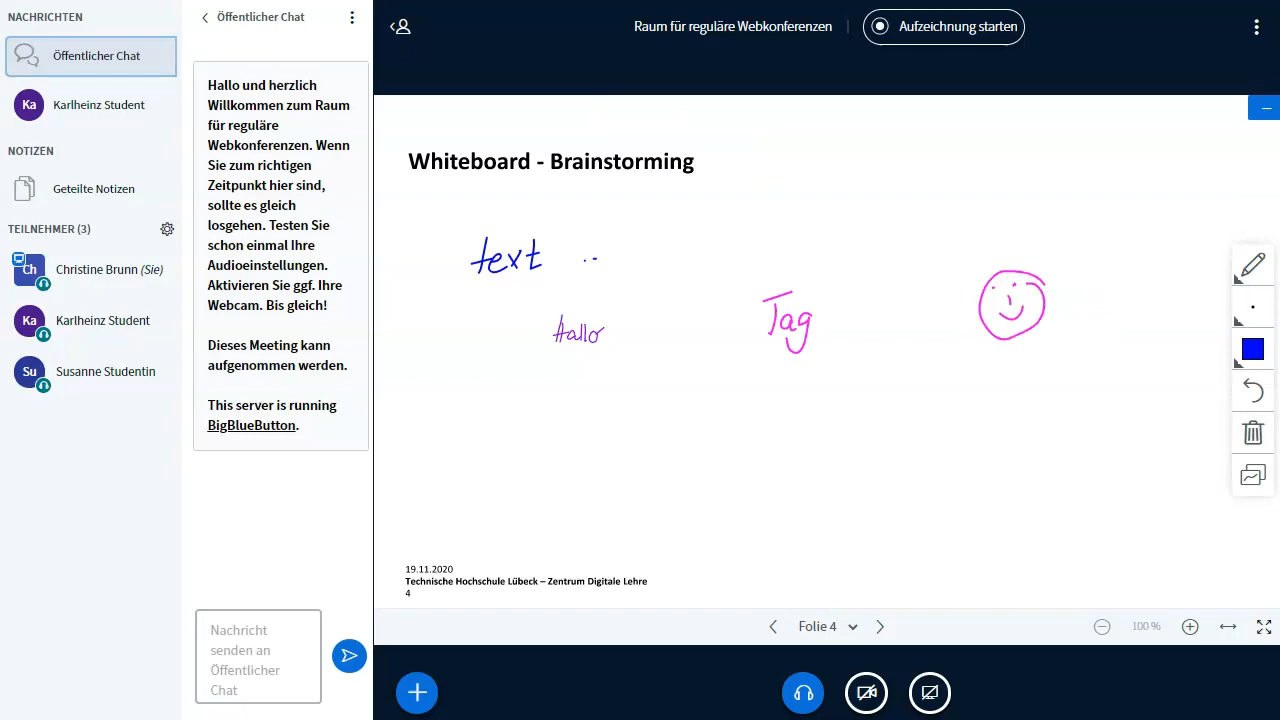 NACHRICHTEN
Öffentlicher Chat
Ka Karlheinz Student
NOTIZEN
Geteilte Notizen
TEILNEHMER (3)
Ch Christine Brunn (Sie)
Ka Karlheinz Student
Su Susanne Studentin
Öffentlicher Chat
Hallo und herzlich
Willkommen zum Raum
für reguläre
Webkonferenzen. Wenn
Sie zum richtigen
Zeitpunkt hier sind,
sollte es gleich
losgehen. Testen Sie
schon einmal Ihre
Audioeinstellungen.
Aktivieren Sie ggf. Ihre
Webcam. Bis gleich!
Dieses Meeting kann
aufgenommen werden.
This server is running
BigBlueButton.
Nachricht
senden an
Öffentlicher
Chat
Raum für reguläre Webkonferenzen
Aufzeichnung starten
Whiteboard - Brainstorming
text ..
Hallo
Tag
19.11.2020
Technische Hochschule Lübeck – Zentrum Digitale Lehre
4
Folie 4
100 %